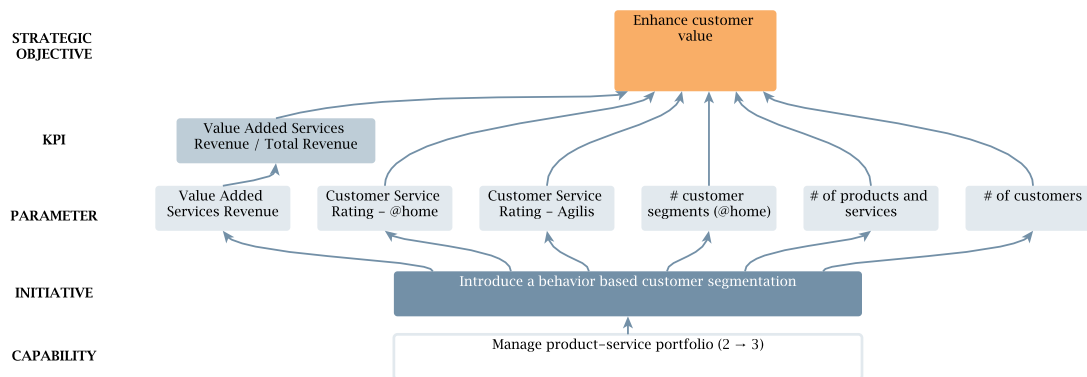 STRATEGIC
OBJECTIVE
Enhance customer
value
KPI
Value Added Services
Revenue / Total Revenue
PARAMETER
Value Added
Services Revenue
Customer Service
Rating – @home
Customer Service
Rating – Agilis
# customer
segments (@home)
# of products and
services
# of customers
INITIATIVE
Introduce a behavior based customer segmentation
CAPABILITY
Manage product–service portfolio (2 → 3)